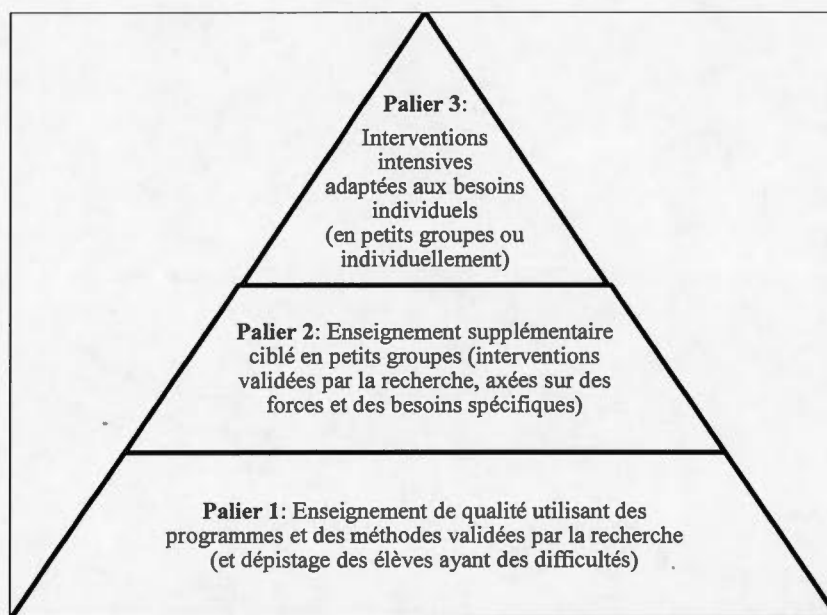 Palier 3:
Interventions
intensives
adaptées aux besoins
individuels
(en petits groupes ou
individuellement)
Palier 2: Enseignement supplémentaire
ciblé en petits groupes (interventions
validées par la recherche, axées sur des
forces et des besoins spécifiques)
Palier 1: Enseignement de qualité utilisant des
programmes et des méthodes validées par la recherche
(et dépistage des élèves ayant des difficultés)